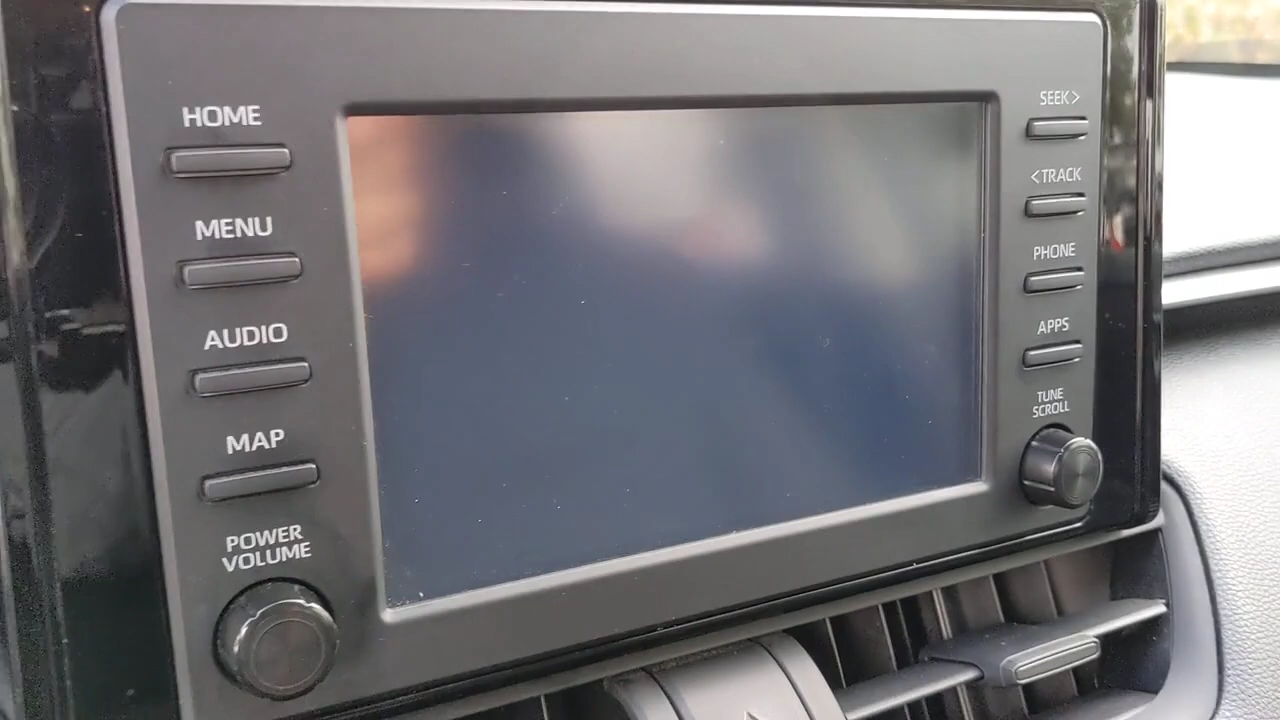 HOME
MENU
AUDIO
MAP
POWER
VOLUME
SEEK>
<TRACK
PHONE
APPS
TUNE
SCROLL